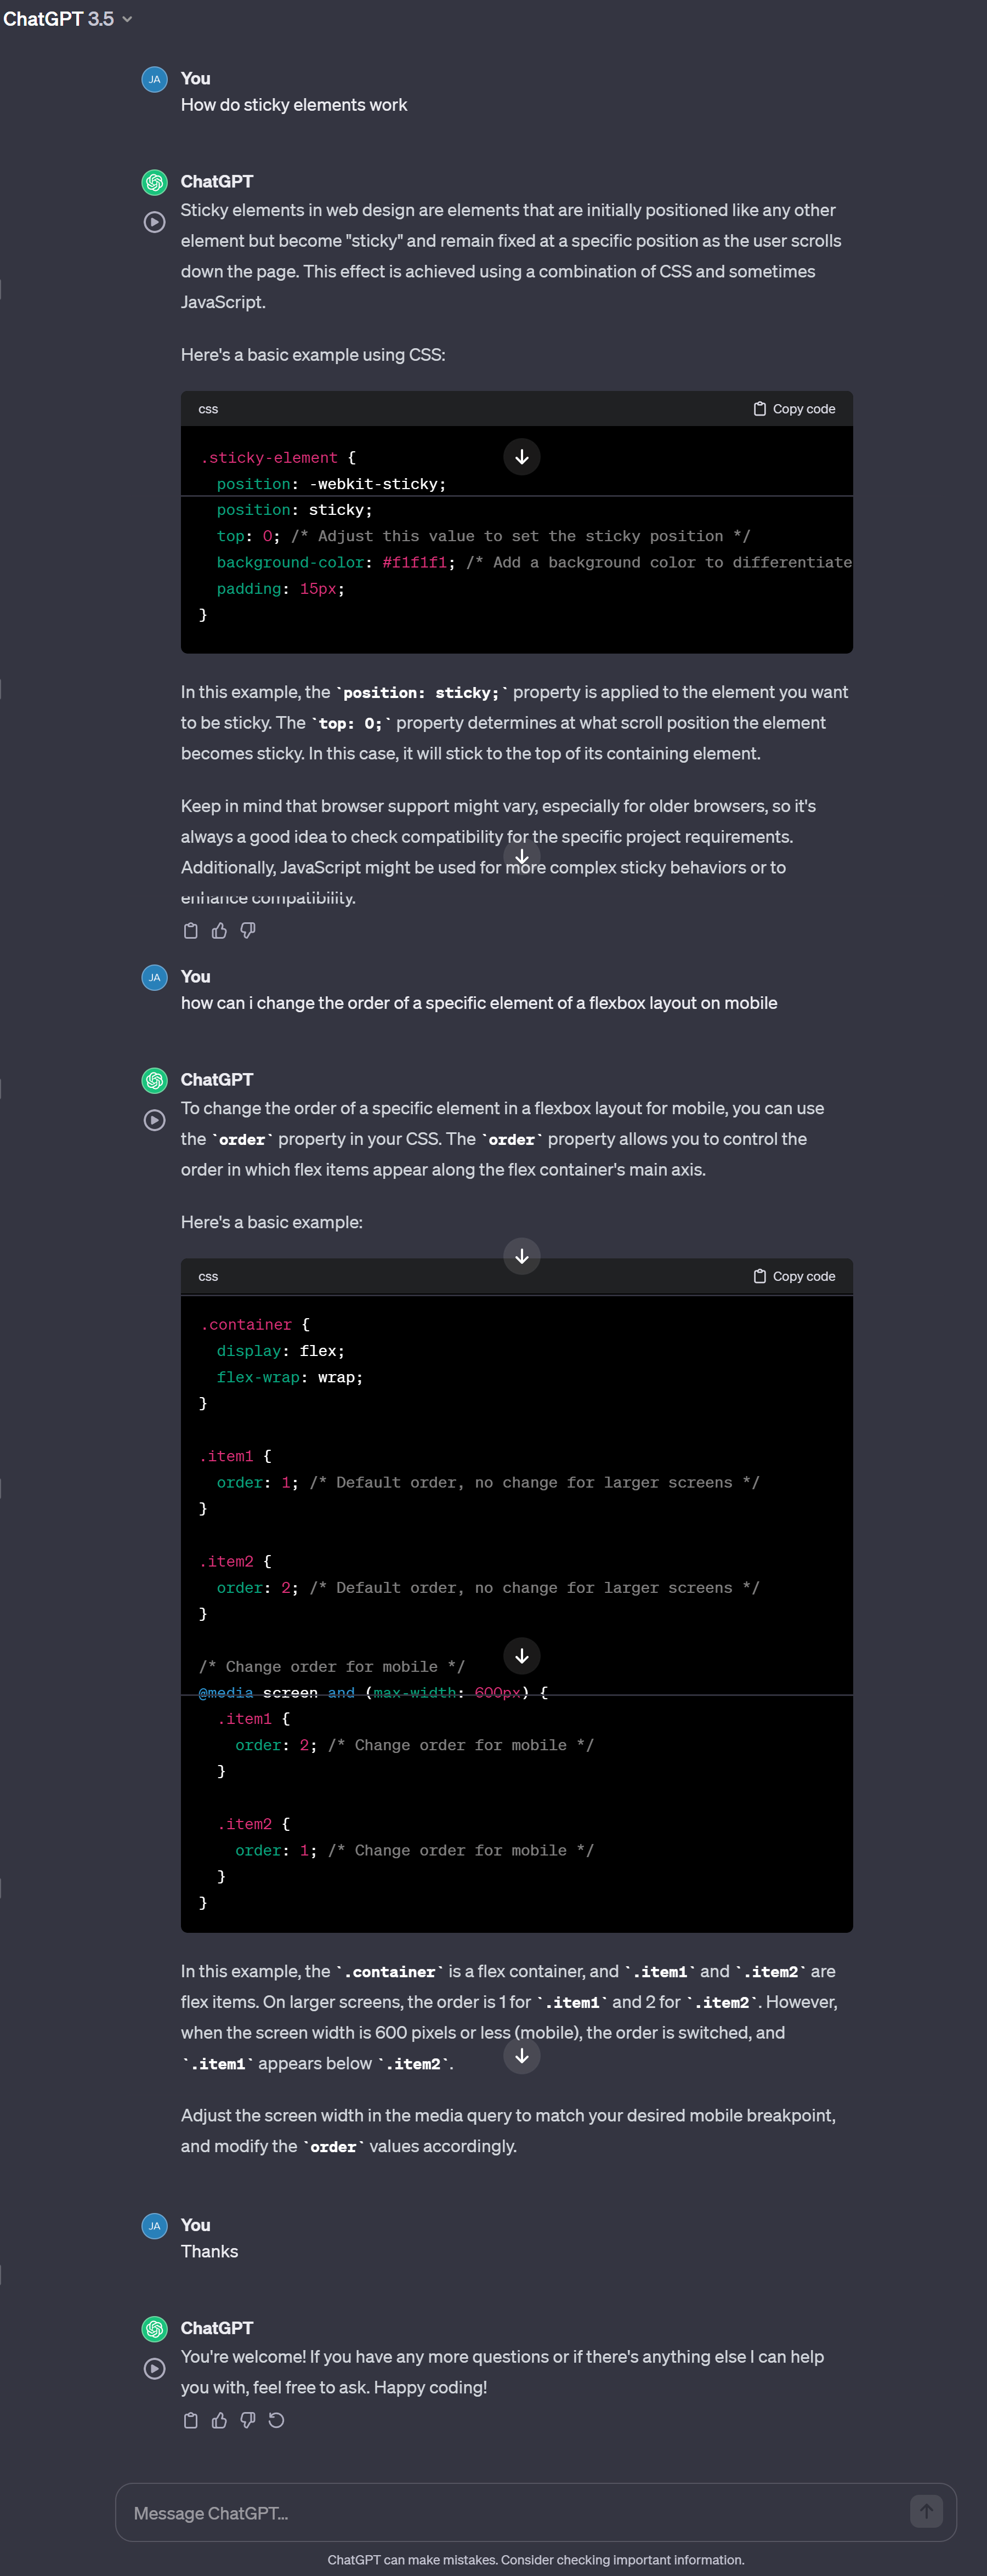 ChatGPT 3.5
JA
You
How do sticky elements work
ChatGPT
Sticky elements in web design are elements that are initially positioned like any other
element but become "sticky" and remain fixed at a specific position as the user scrolls
down the page. This effect is achieved using a combination of CSS and sometimes
JavaScript.
Here's a basic example using CSS:
css Copy code
.sticky-element {
  position: -webkit-sticky;
  position: sticky;
  top: 0; /* Adjust this value to set the sticky position */
  background-color: #f1f1f1; /* Add a background color to differentiate
  padding: 15px;
}
In this example, the `position: sticky;` property is applied to the element you want
to be sticky. The `top: 0;` property determines at what scroll position the element
becomes sticky. In this case, it will stick to the top of its containing element.
Keep in mind that browser support might vary, especially for older browsers, so it's
always a good idea to check compatibility for the specific project requirements.
Additionally, JavaScript might be used for more complex sticky behaviors or to
enhance compatibility.
JA
You
how can i change the order of a specific element of a flexbox layout on mobile
ChatGPT
To change the order of a specific element in a flexbox layout for mobile, you can use
the `order` property in your CSS. The `order` property allows you to control the
order in which flex items appear along the flex container's main axis.
Here's a basic example:
css Copy code
.container {
  display: flex;
  flex-wrap: wrap;
}
.item1 {
  order: 1; /* Default order, no change for larger screens */
}
.item2 {
  order: 2; /* Default order, no change for larger screens */
}
/* Change order for mobile */
@media screen and (max-width: 600px) {
  .item1 {
    order: 2; /* Change order for mobile */
  }
  .item2 {
    order: 1; /* Change order for mobile */
  }
}
In this example, the `.container` is a flex container, and `.item1` and `.item2` are
flex items. On larger screens, the order is 1 for `.item1` and 2 for `.item2`. However,
when the screen width is 600 pixels or less (mobile), the order is switched, and
`.item1` appears below `.item2`.
Adjust the screen width in the media query to match your desired mobile breakpoint,
and modify the `order` values accordingly.
JA
You
Thanks
ChatGPT
You're welcome! If you have any more questions or if there's anything else I can help
you with, feel free to ask. Happy coding!
Message ChatGPT...
ChatGPT can make mistakes. Consider checking important information.